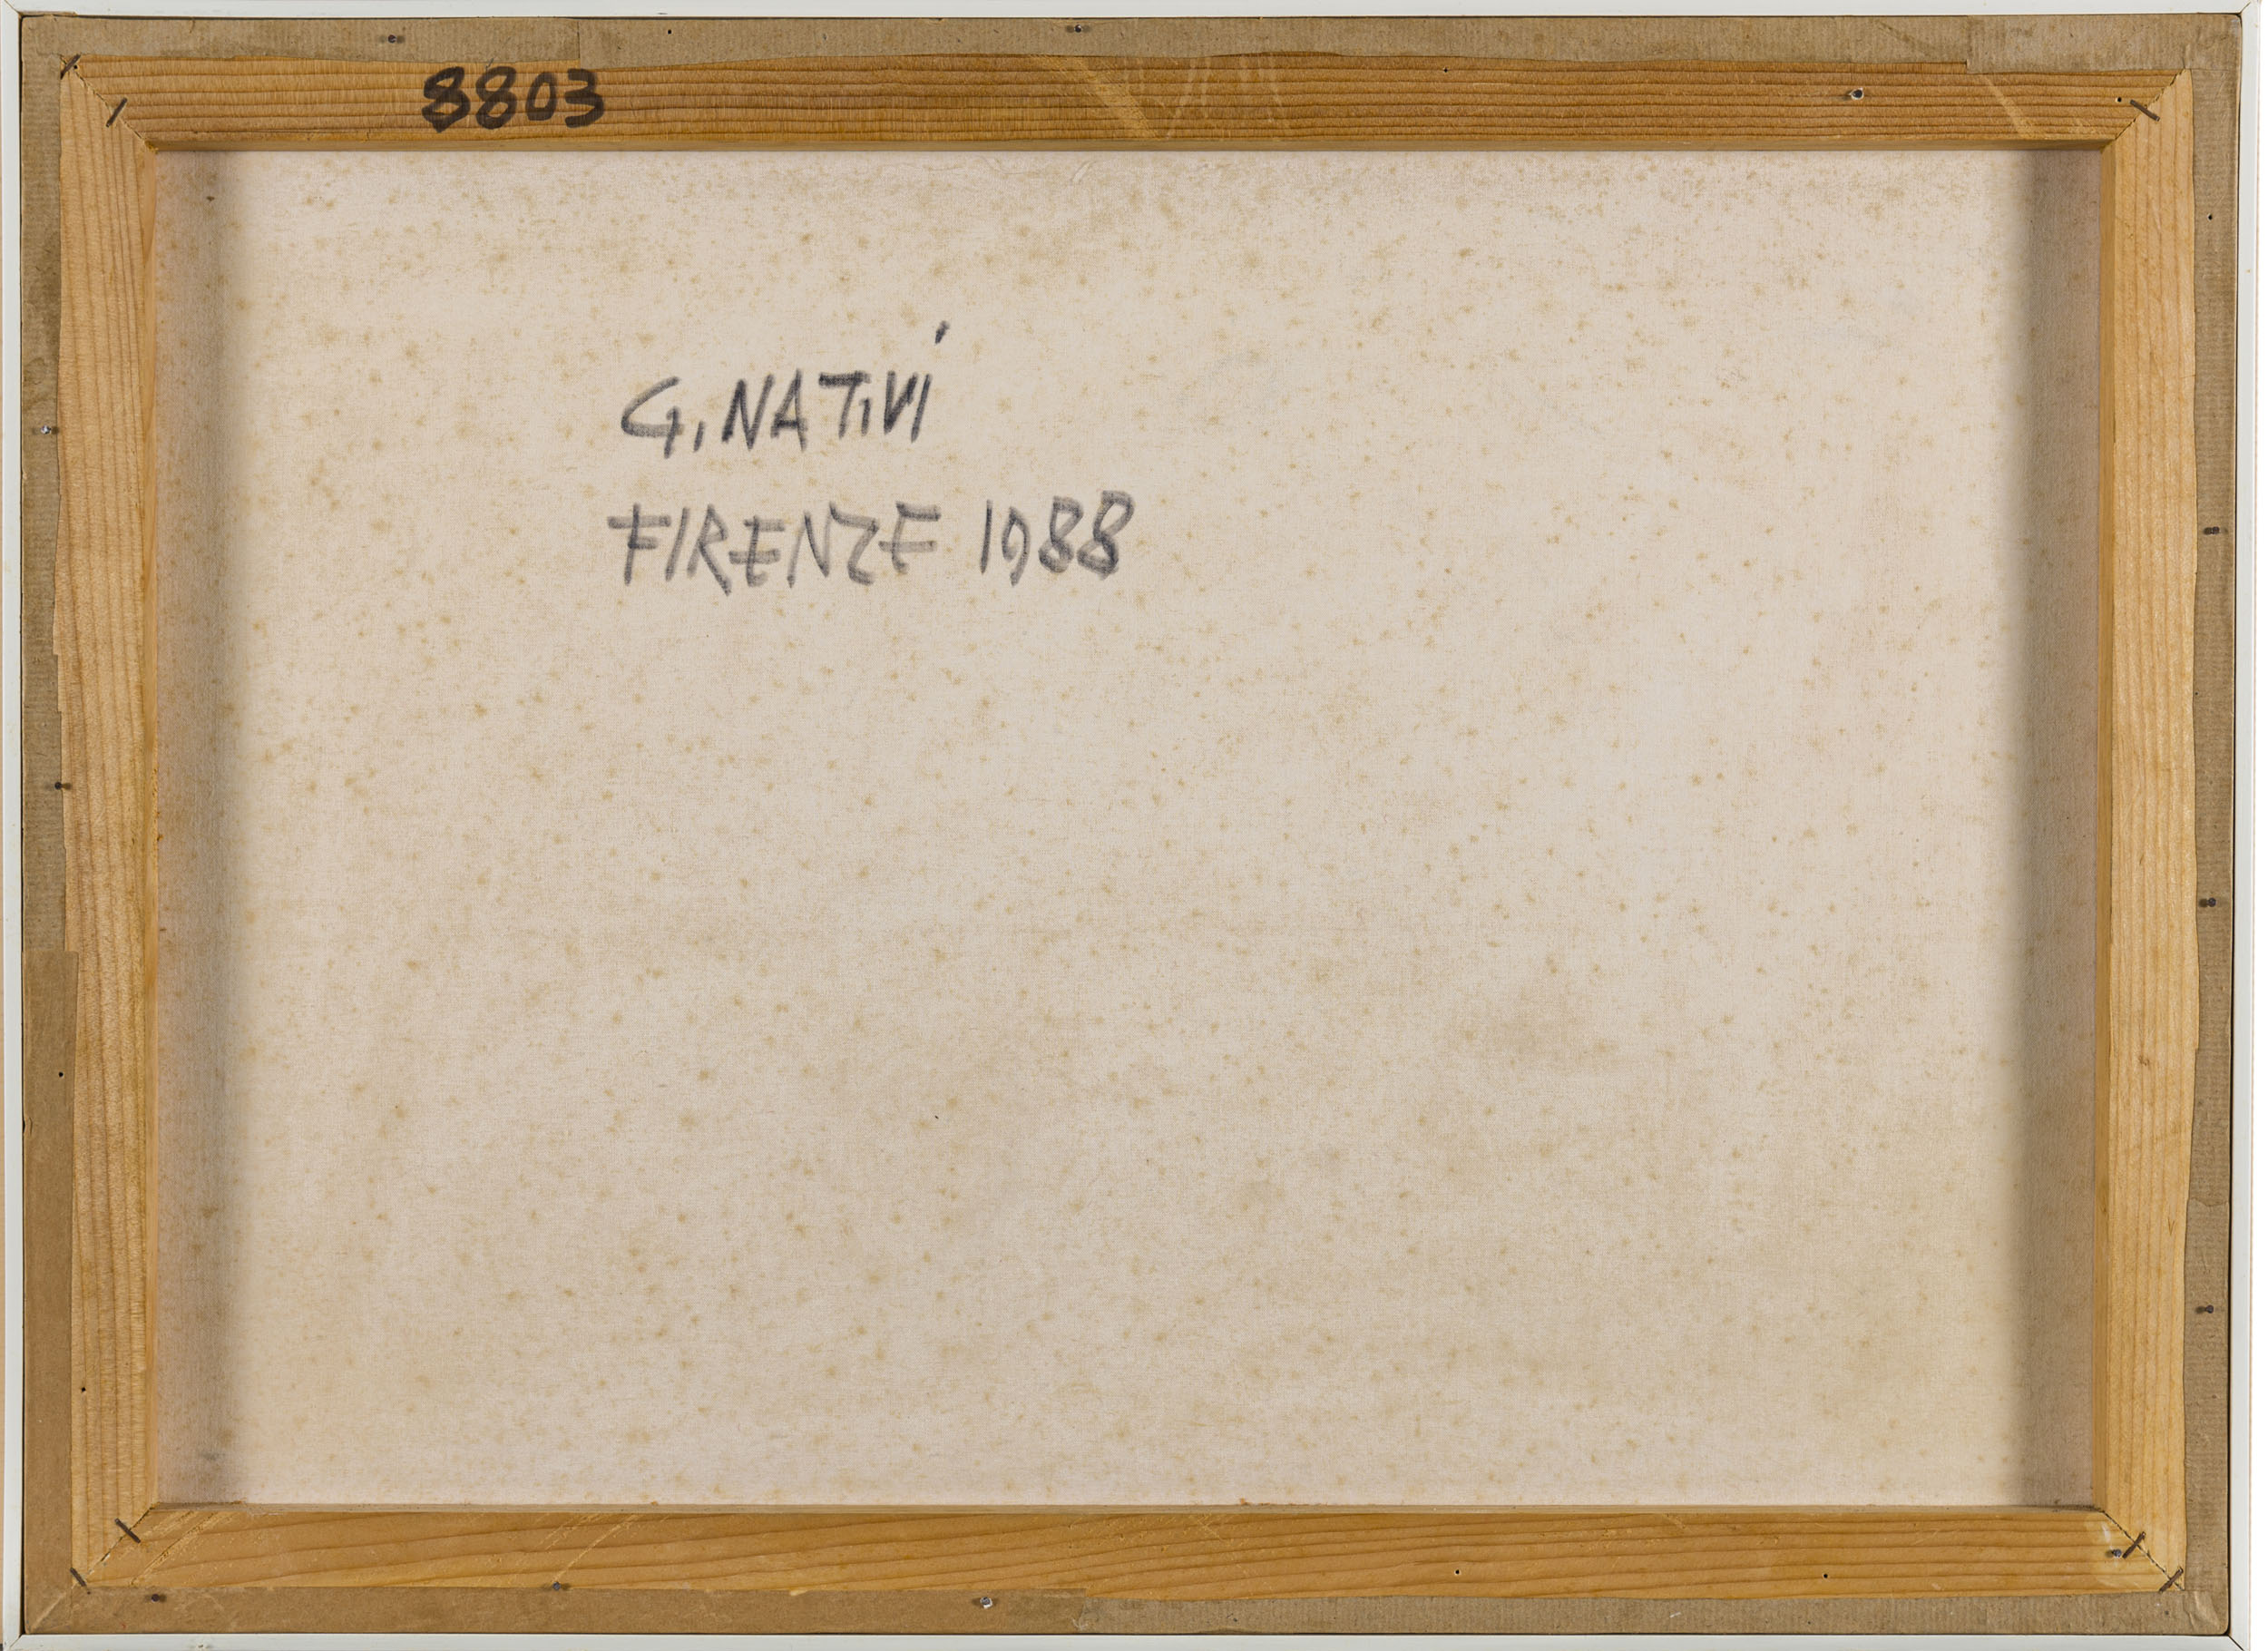 8803
G. NATIVI
FIRENZE 1988